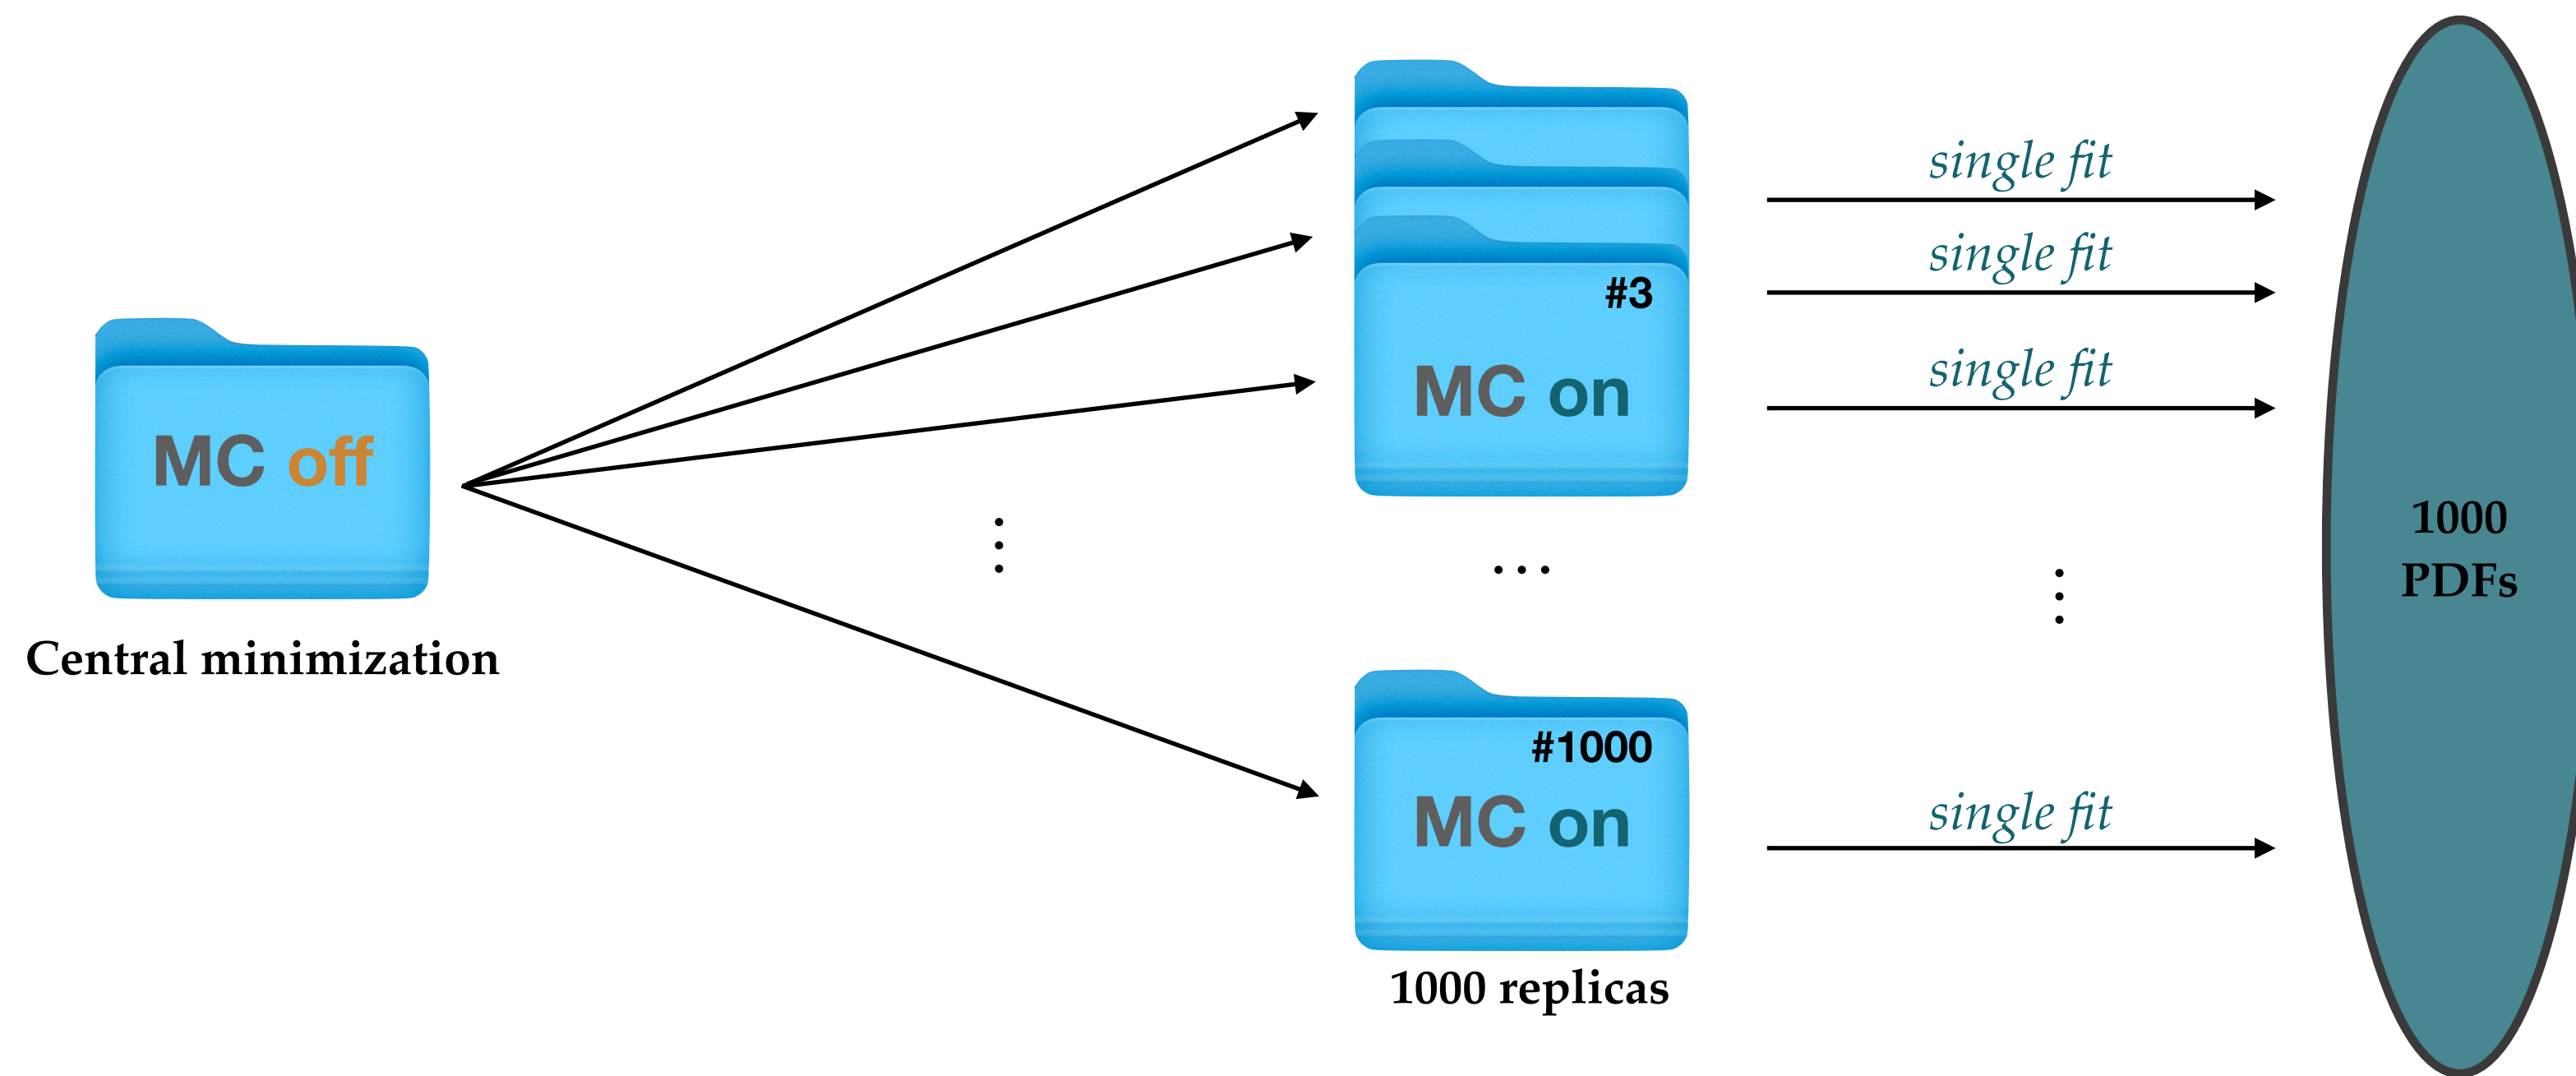 MC off
Central minimization
#3
MC on
#1000
MC on
1000 replicas
single fit
single fit
single fit
single fit
1000
PDFs